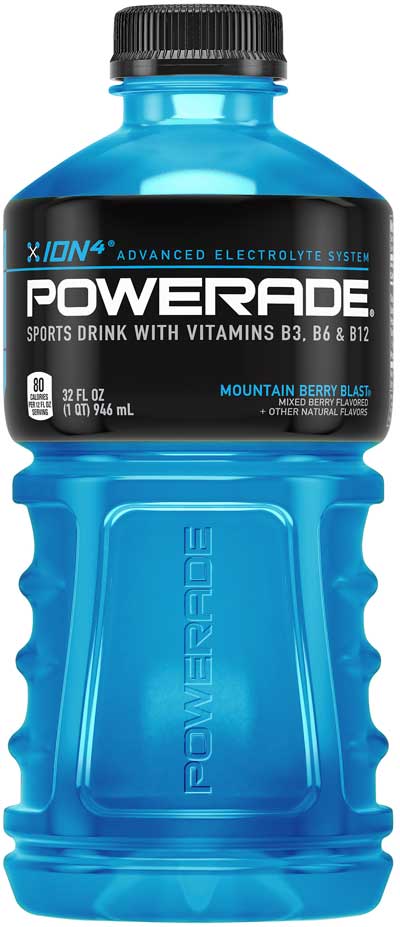 ION4®
ADVANCED ELECTROLYTE SYSTEM
POWERADE®
SPORTS DRINK WITH VITAMINS B3, B6 & B12
80
CALORIES
PER 12 FL OZ
SERVING
32 FL OZ
(1 QT) 946 mL
MOUNTAIN BERRY BLAST®
MIXED BERRY FLAVORED
+ OTHER NATURAL FLAVORS
POWERADE